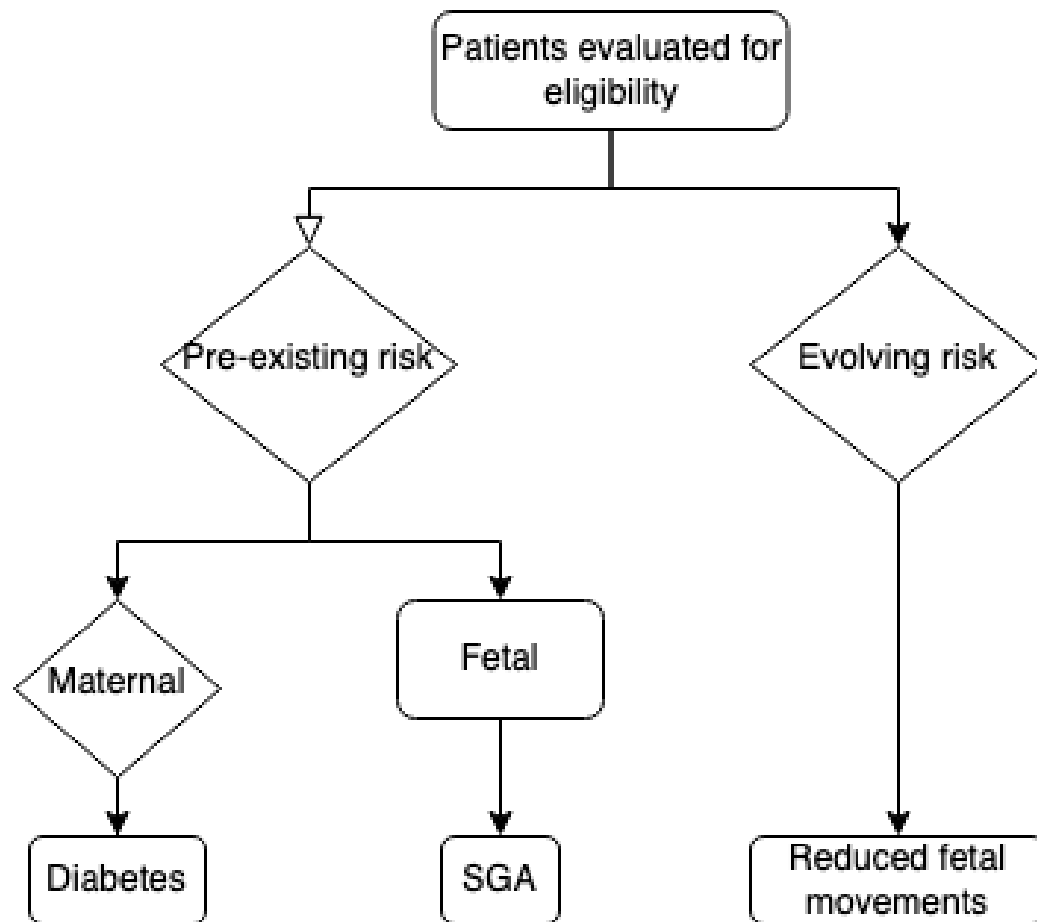 Patients evaluated for
eligibility
Pre-existing risk
Evolving risk
Maternal
Fetal
Diabetes
SGA
Reduced fetal
movements